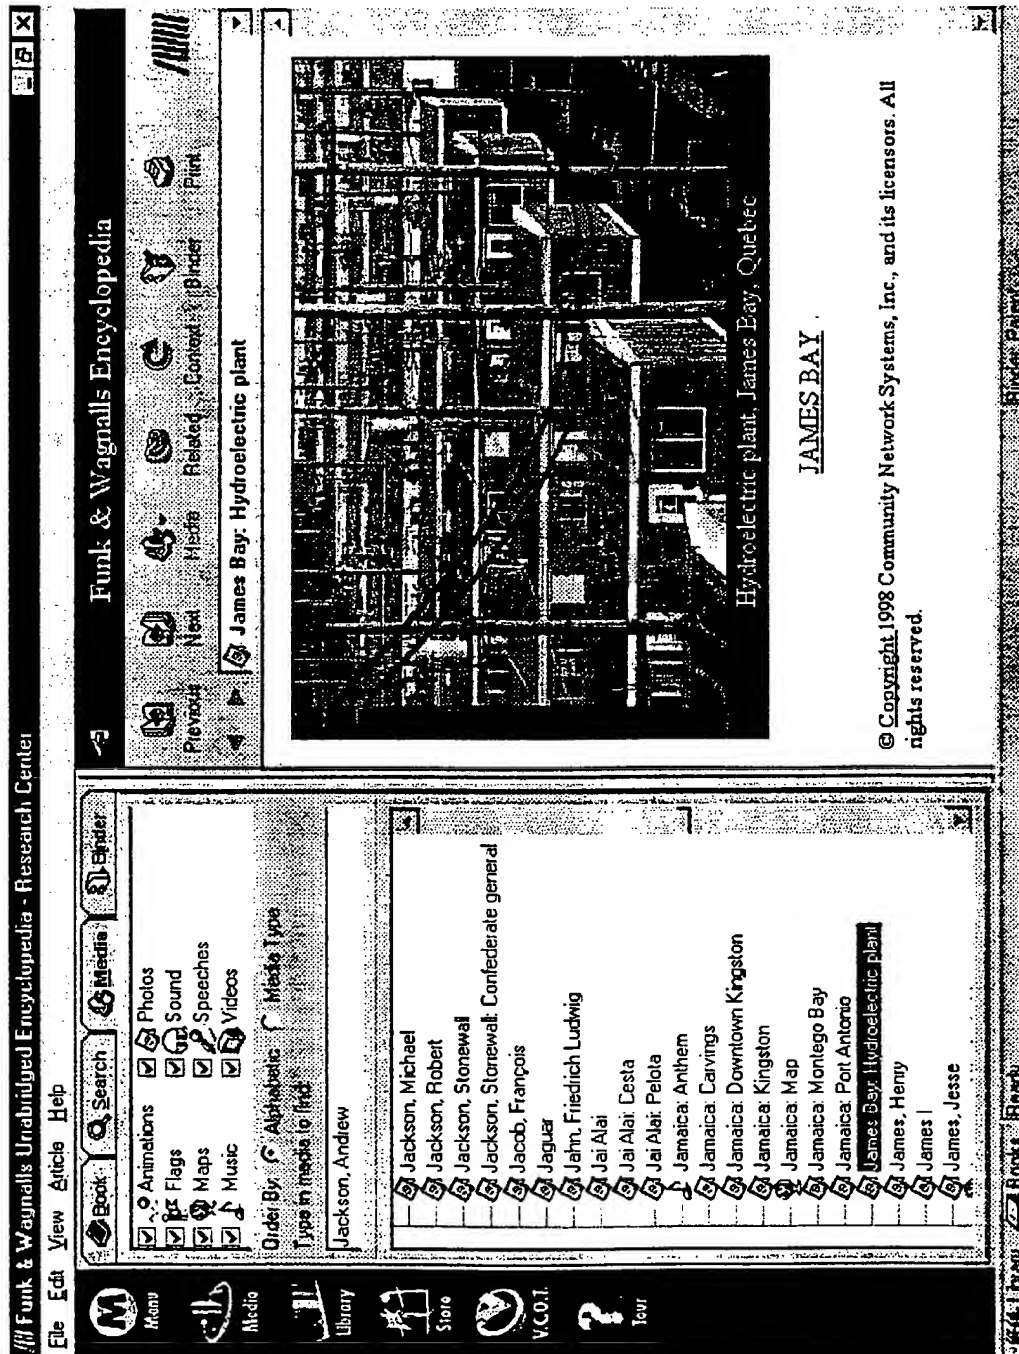 Funk & Wagnalls Unabridged Encyclopedia - Research Center
File Edit View Article Help
Menu
Media
Library
Store
V.C.O.T.
Tour
Book Search Media Binder
Animations Photos
Flags Sound
Maps Speeches
Music Videos
Order By: Alphabetic Media Type
Type in media to find:
Jackson, Andrew
Jackson, Michael
Jackson, Robert
Jackson, Stonewall
Jackson, Stonewall: Confederate general
Jacob, François
Jaguar
Jahn, Friedrich Ludwig
Jai Alai
Jai Alai: Cesta
Jai Alai: Pelota
Jamaica: Anthem
Jamaica: Carvings
Jamaica: Downtown Kingston
Jamaica: Kingston
Jamaica: Map
Jamaica: Montego Bay
Jamaica: Port Antonio
James Bay: Hydroelectric plant
James, Henry
James I
James, Jesse
Funk & Wagnalls Encyclopedia
Previous Next Media Related Context Binder Print
James Bay: Hydroelectric plant
Hydroelectric plant, James Bay, Quebec
JAMES BAY
© Copyright 1998 Community Network Systems, Inc., and its licensors. All
rights reserved.
Ready